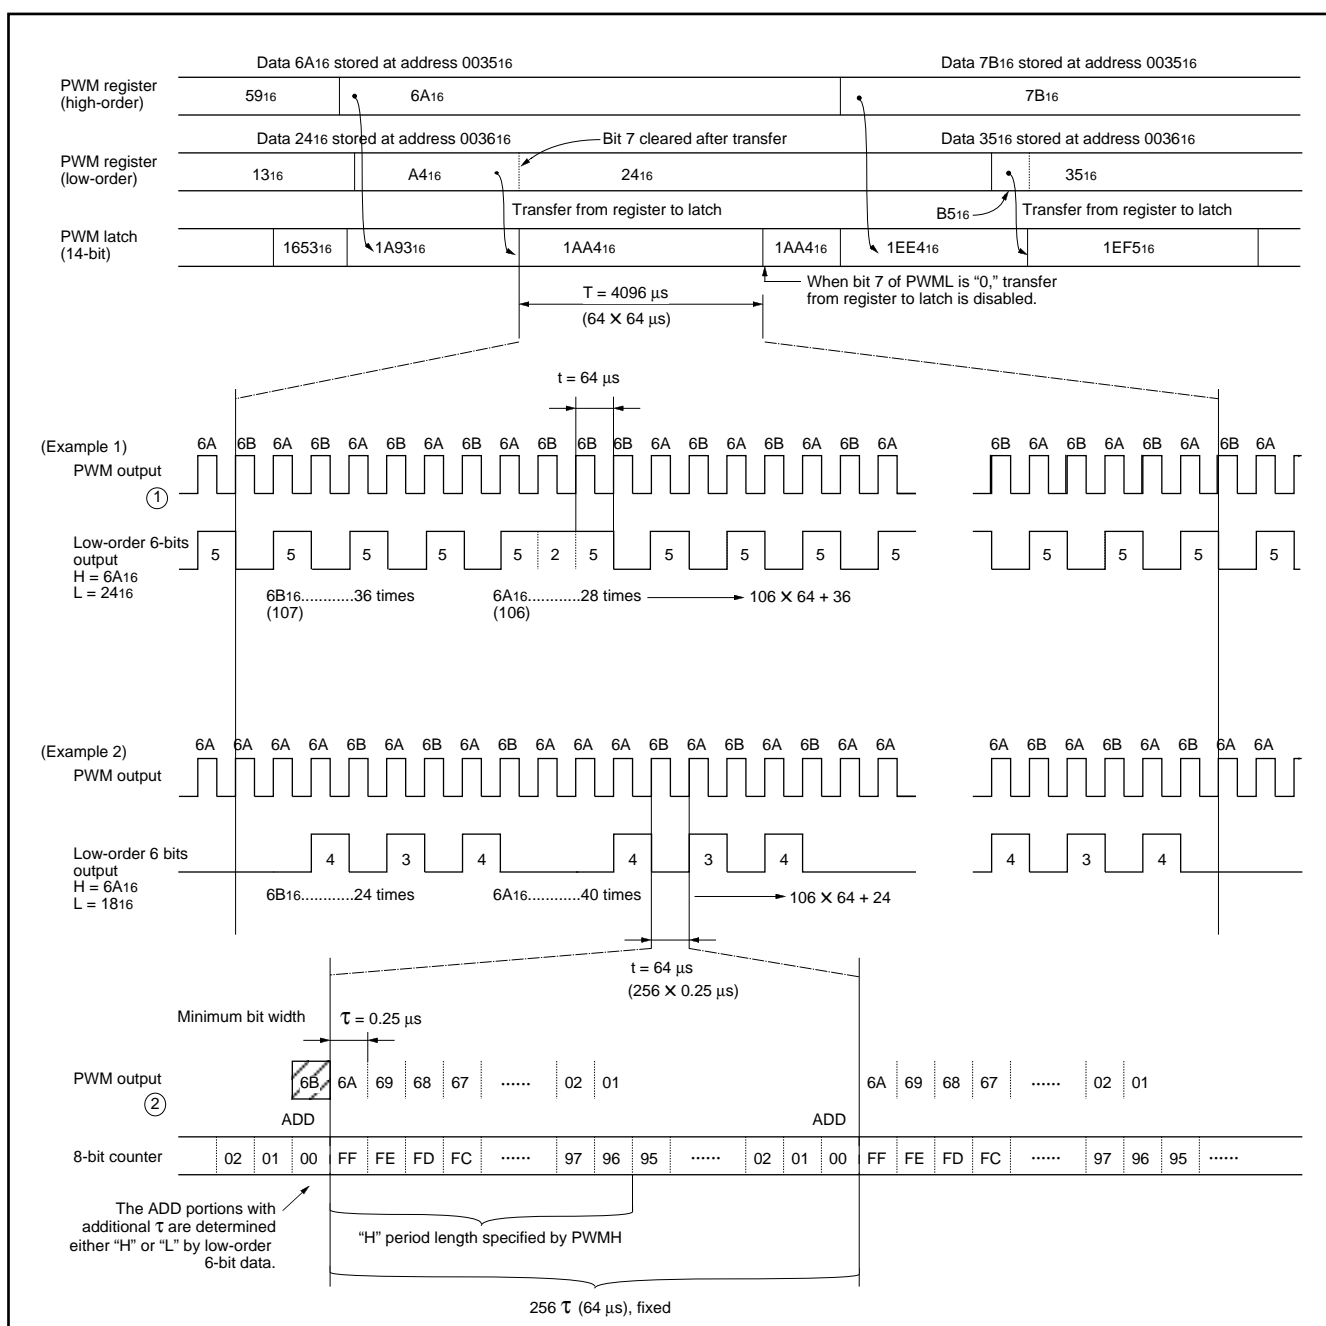 Data 6A16 stored at address 003516
Data 7B16 stored at address 003516
PWM register
(high-order)
5916
6A16
7B16
Data 2416 stored at address 003616
Bit 7 cleared after transfer
Data 3516 stored at address 003616
PWM register
(low-order)
1316
A416
2416
3516
Transfer from register to latch
B516
Transfer from register to latch
PWM latch
(14-bit)
165316
1A9316
1AA416
1AA416
1EE416
1EF516
When bit 7 of PWML is “0,” transfer
from register to latch is disabled.
T = 4096 μs
(64 × 64 μs)
t = 64 μs
(Example 1)
6A 6B 6A 6B 6A 6B 6A 6B 6A 6B 6B 6B 6A 6B 6A 6B 6A 6B 6A 6B 6A 6B 6A 6B 6A 6B 6A
PWM output
1
Low-order 6-bits
output
H = 6A16
L = 2416
5 5 5 5 5 2 5 5 5 5 5 5 5 5 5
6B16............36 times
(107)
6A16............28 times
(106)
106 × 64 + 36
(Example 2)
6A 6A 6A 6A 6B 6A 6B 6A 6B 6A 6A 6A 6B 6A 6B 6A 6B 6A 6A 6A 6B 6A 6B 6A 6B 6A 6A
PWM output
Low-order 6 bits
output
H = 6A16
L = 1816
4 3 4 4 3 4 4 3 4
6B16............24 times
6A16............40 times
106 × 64 + 24
t = 64 μs
(256 × 0.25 μs)
Minimum bit width
τ = 0.25 μs
PWM output
2
6B 6A 69 68 67 ...... 02 01 6A 69 68 67 ...... 02 01
ADD
ADD
8-bit counter
02 01 00 FF FE FD FC ...... 97 96 95 ...... 02 01 00 FF FE FD FC ...... 97 96 95 ......
The ADD portions with
additional τ are determined
either “H” or “L” by low-order
6-bit data.
“H” period length specified by PWMH
256 τ (64 μs), fixed